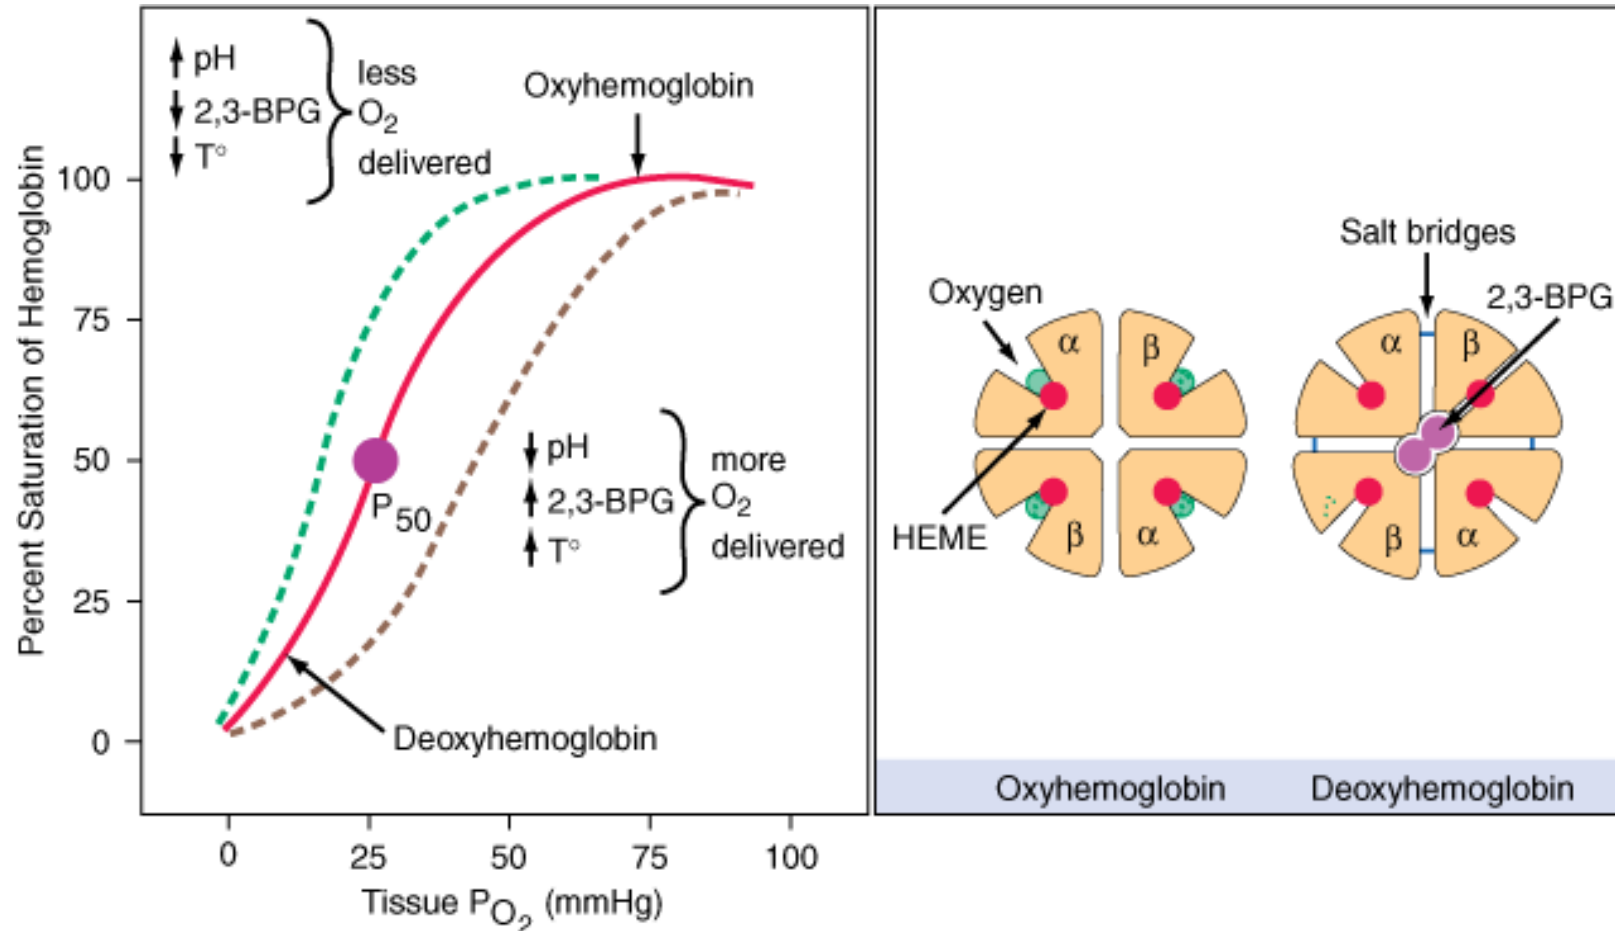 ↑ pH
↓ 2,3-BPG
↓ T°
less
O₂
delivered
Oxyhemoglobin
Percent Saturation of Hemoglobin
100
75
50
25
0
P₅₀
↓ pH
↑ 2,3-BPG
↑ T°
more
O₂
delivered
Deoxyhemoglobin
0 25 50 75 100
Tissue P_O₂ (mmHg)
Salt bridges
Oxygen
2,3-BPG
α β α β
HEME
β α β α
Oxyhemoglobin Deoxyhemoglobin